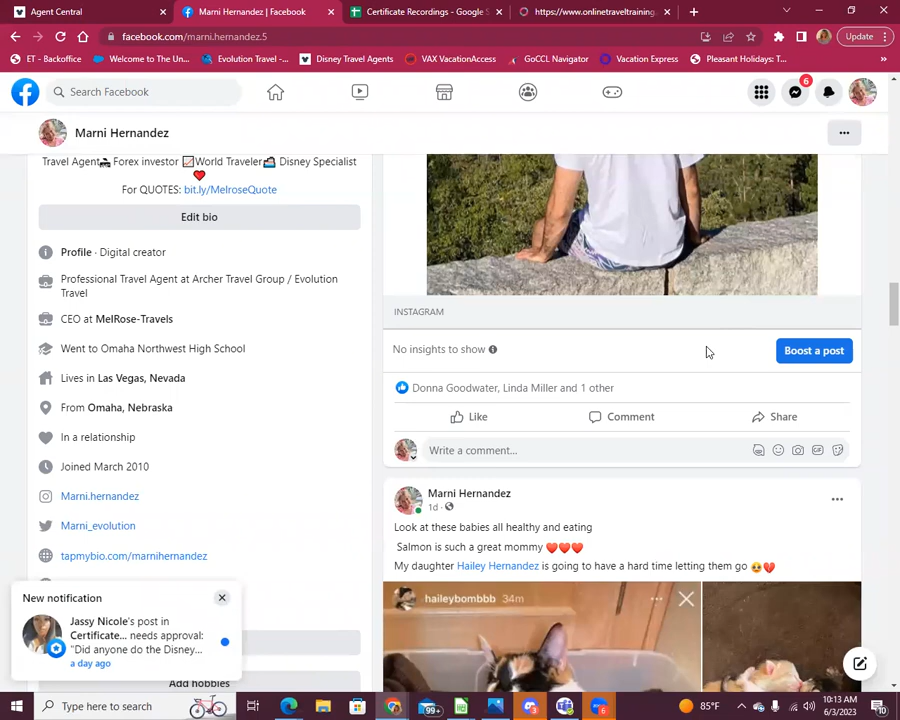 Agent Central
Marni Hernandez | Facebook
Certificate Recordings - Google S
https://www.onlinetraveltraining.
facebook.com/marni.hernandez.5
Update
ET - Backoffice
Welcome to The Un...
Evolution Travel -...
Disney Travel Agents
VAX VacationAccess
GoCCL Navigator
Vacation Express
Pleasant Holidays: T...
Search Facebook
6
Marni Hernandez
Travel Agent Forex investor World Traveler Disney Specialist
For QUOTES: bit.ly/MelroseQuote
Edit bio
Profile · Digital creator
Professional Travel Agent at Archer Travel Group / Evolution
Travel
CEO at MelRose-Travels
Went to Omaha Northwest High School
Lives in Las Vegas, Nevada
From Omaha, Nebraska
In a relationship
Joined March 2010
Marni.hernandez
Marni_evolution
tapmybio.com/marnihernandez
New notification
Jassy Nicole's post in
Certificate... needs approval:
"Did anyone do the Disney...
a day ago
Add hobbies
INSTAGRAM
No insights to show
Boost a post
Donna Goodwater, Linda Miller and 1 other
Like
Comment
Share
Write a comment...
GIF
Marni Hernandez
1d
Look at these babies all healthy and eating
Salmon is such a great mommy
My daughter Hailey Hernandez is going to have a hard time letting them go
haileybombbb 34m
Type here to search
99+
3
6
85°F
10:13 AM
6/3/2023
10